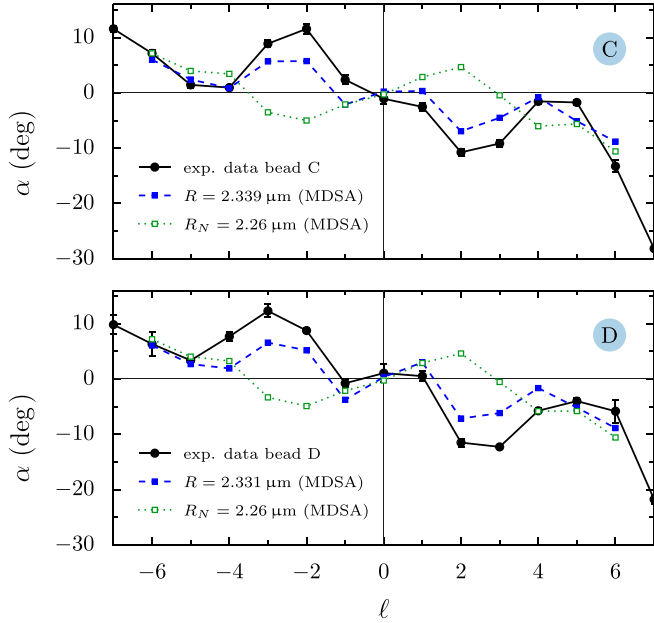 10
0
−10
−20
−30
α (deg)
C
exp. data bead C
R = 2.339 μm (MDSA)
R_N = 2.26 μm (MDSA)
10
0
−10
−20
−30
α (deg)
D
exp. data bead D
R = 2.331 μm (MDSA)
R_N = 2.26 μm (MDSA)
−6 −4 −2 0 2 4 6
ℓ